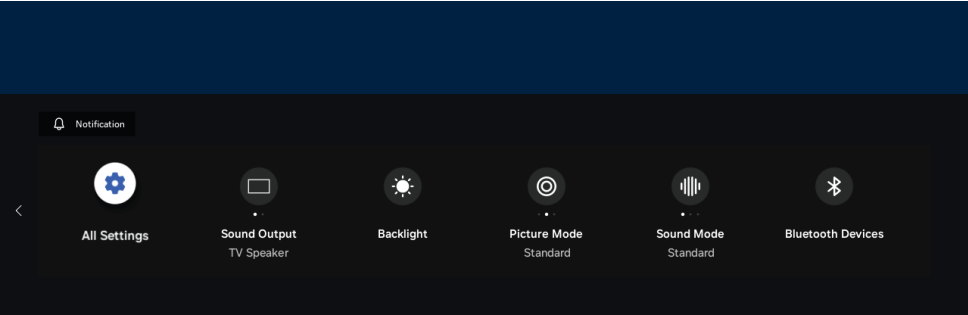 Notification
All Settings
Sound Output
TV Speaker
Backlight
Picture Mode
Standard
Sound Mode
Standard
Bluetooth Devices